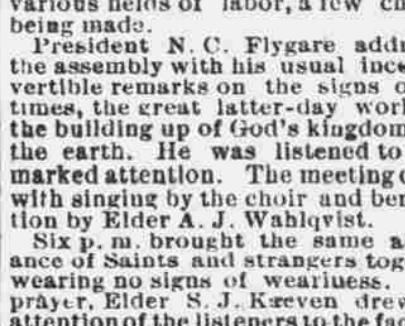 various fields of labor, a few ch
being made.
President N. C. Flygare addr
the assembly with his usual inc
vertible remarks on the signs o
times, the great latter-day worl
the building up of God's kingdom
the earth. He was listened to
marked attention. The meeting c
with singing by the choir and ben
tion by Elder A. J. Wahlqvist.
Six p. m. brought the same a
ance of Saints and strangers tog
wearing no signs of weariness.
prayer, Elder S. J. Kœven drew
attention of the listeners to the fac